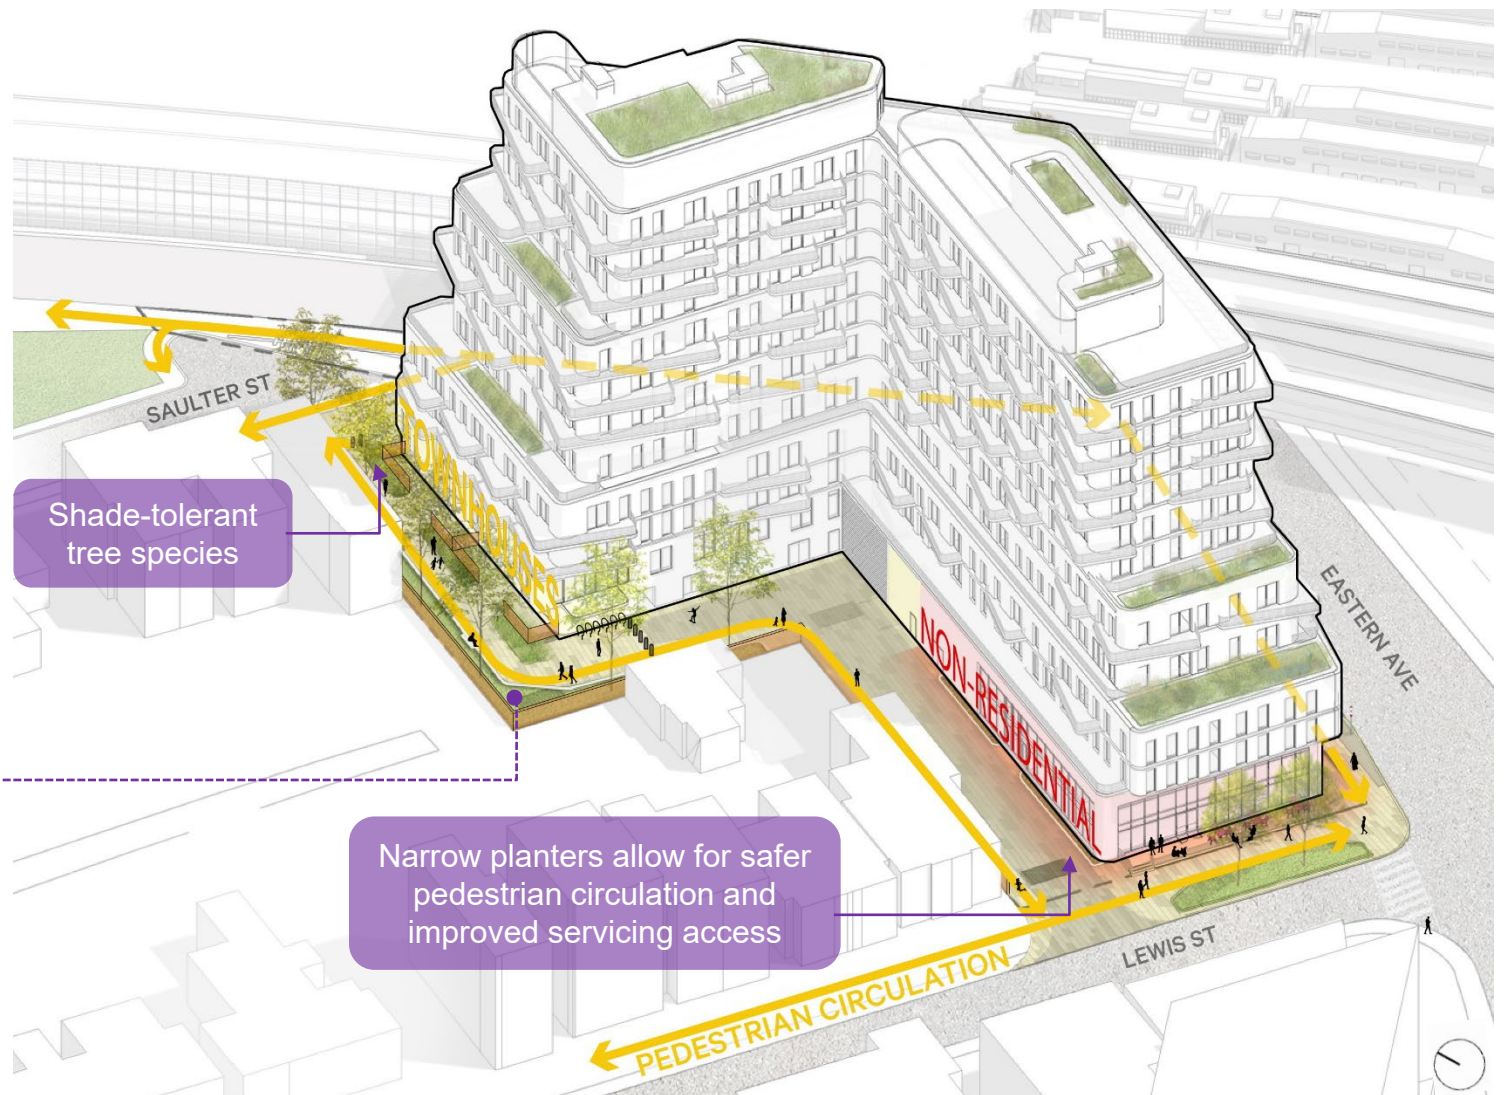 SAULTER ST
TOWNHOUSES
Shade-tolerant
tree species
EASTERN AVE
NON-RESIDENTIAL
Narrow planters allow for safer
pedestrian circulation and
improved servicing access
LEWIS ST
PEDESTRIAN CIRCULATION